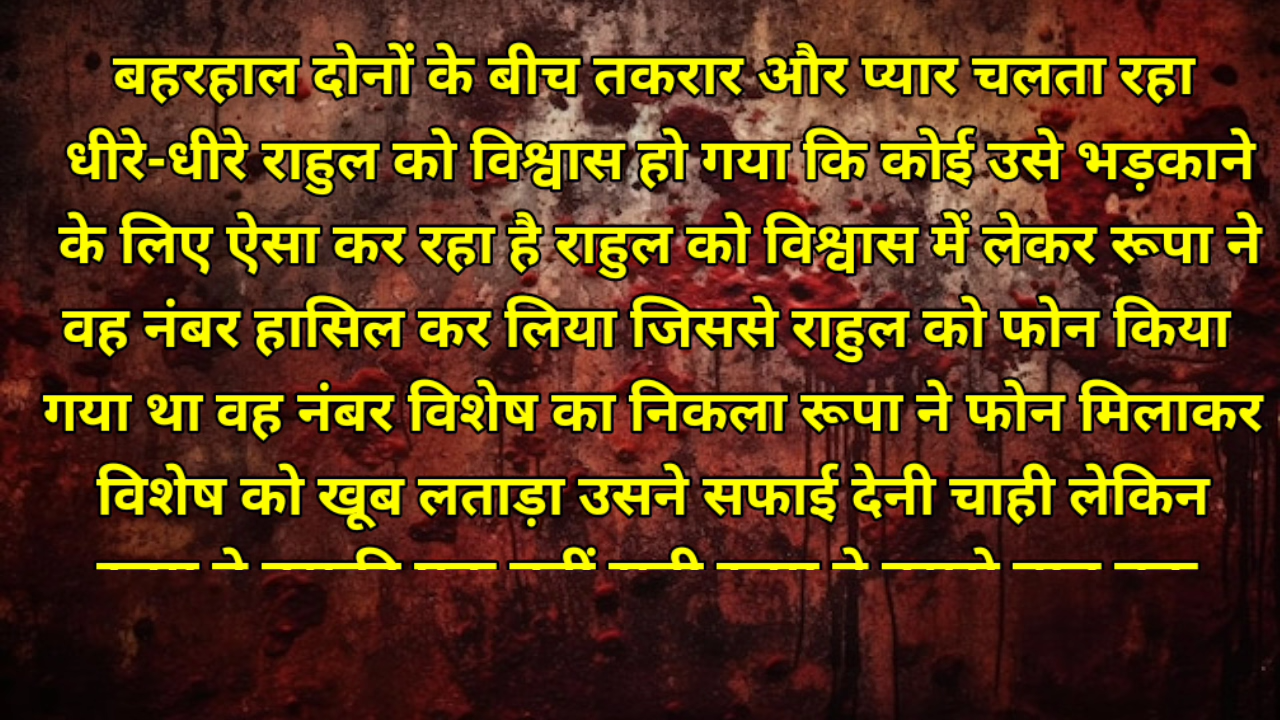 बहरहाल दोनों के बीच तकरार और प्यार चलता रहा
धीरे-धीरे राहुल को विश्वास हो गया कि कोई उसे भड़काने
के लिए ऐसा कर रहा है राहुल को विश्वास में लेकर रूपा ने
वह नंबर हासिल कर लिया जिससे राहुल को फोन किया
गया था वह नंबर विशेष का निकला रूपा ने फोन मिलाकर
विशेष को खूब लताड़ा उसने सफाई देनी चाही लेकिन